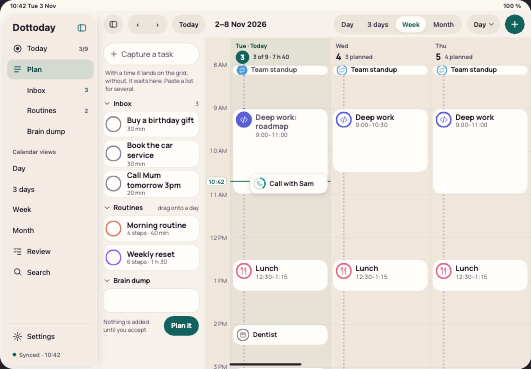 10:42 Tue 3 Nov
100 %
Dottoday
Today 3/9
Plan
Inbox 3
Routines 2
Brain dump
Calendar views
Day
3 days
Week
Month
Review
Search
Settings
Synced · 10:42
Today
2–8 Nov 2026
Day
3 days
Week
Month
Day
Capture a task
With a time it lands on the grid;
without, it waits here. Paste a list
for several.
Inbox 3
Buy a birthday gift
30 min
Book the car
service
30 min
Call Mum
tomorrow 3pm
20 min
Routines drag onto a day
Morning routine
4 steps · 40 min
Weekly reset
6 steps · 1 h 30
Brain dump
Nothing is added
until you accept
Plan it
Tue · Today
3 3 of 9 · 7 h 40
Wed
4 3 planned
Thu
5 4 planned
8 AM
Team standup
Team standup
Team standup
9 AM
Deep work:
roadmap
9:00–11:00
Deep work
9:00–10:30
Deep work
9:00–11:00
10 AM
10:42
Call with Sam
11 AM
12 PM
Lunch
12:30–1:15
Lunch
12:30–1:15
Lunch
12:30–1:15
1 PM
2 PM
Dentist
3 PM